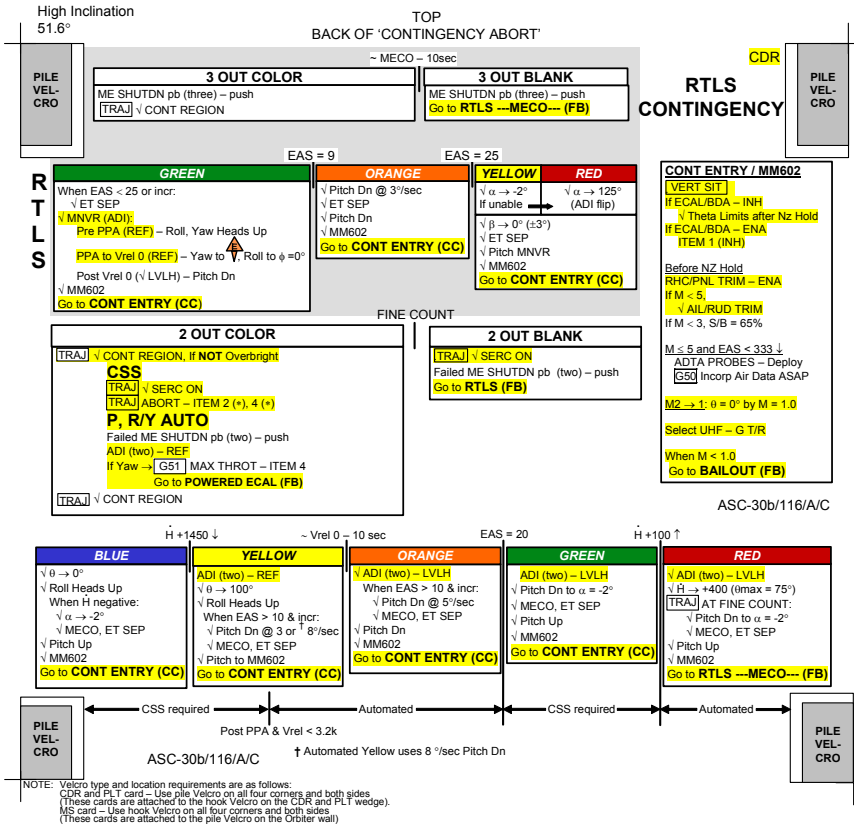 High Inclination
51.6°
TOP
BACK OF 'CONTINGENCY ABORT'
CDR
PILE
VEL-
CRO
PILE
VEL-
CRO
RTLS
CONTINGENCY
~ MECO – 10sec
3 OUT COLOR
ME SHUTDN pb (three) – push
TRAJ √ CONT REGION
3 OUT BLANK
ME SHUTDN pb (three) – push
Go to RTLS ---MECO--- (FB)
R
T
L
S
EAS = 9
EAS = 25
GREEN
When EAS < 25 or incr:
√ ET SEP
√ MNVR (ADI):
Pre PPA (REF) – Roll, Yaw Heads Up
PPA to Vrel 0 (REF) – Yaw to E, Roll to ϕ =0°
Post Vrel 0 (√ LVLH) – Pitch Dn
√ MM602
Go to CONT ENTRY (CC)
ORANGE
√ Pitch Dn @ 3°/sec
√ ET SEP
√ Pitch Dn
√ MM602
Go to CONT ENTRY (CC)
YELLOW
√ α → -2°
If unable
RED
√ α → 125°
(ADI flip)
√ β → 0° (±3°)
√ ET SEP
√ Pitch MNVR
√ MM602
Go to CONT ENTRY (CC)
CONT ENTRY / MM602
VERT SIT
If ECAL/BDA – INH
√ Theta Limits after Nz Hold
If ECAL/BDA – ENA
ITEM 1 (INH)
Before NZ Hold
RHC/PNL TRIM – ENA
If M < 5,
√ AIL/RUD TRIM
If M < 3, S/B = 65%
M ≤ 5 and EAS < 333 ↓
ADTA PROBES – Deploy
G50 Incorp Air Data ASAP
M2 → 1: θ = 0° by M = 1.0
Select UHF – G T/R
When M < 1.0
Go to BAILOUT (FB)
ASC-30b/116/A/C
FINE COUNT
2 OUT COLOR
TRAJ √ CONT REGION, If NOT Overbright
CSS
TRAJ √ SERC ON
TRAJ ABORT – ITEM 2 (*), 4 (*)
P, R/Y AUTO
Failed ME SHUTDN pb (two) – push
ADI (two) – REF
If Yaw → G51 MAX THROT – ITEM 4
Go to POWERED ECAL (FB)
TRAJ √ CONT REGION
2 OUT BLANK
TRAJ √ SERC ON
Failed ME SHUTDN pb (two) – push
Go to RTLS (FB)
Ḣ +1450 ↓
~ Vrel 0 – 10 sec
EAS = 20
Ḣ +100 ↑
BLUE
√ θ → 0°
√ Roll Heads Up
When Ḣ negative:
√ α → -2°
√ MECO, ET SEP
√ Pitch Up
√ MM602
Go to CONT ENTRY (CC)
YELLOW
ADI (two) – REF
√ θ → 100°
√ Roll Heads Up
When EAS > 10 & incr:
√ Pitch Dn @ 3 or † 8°/sec
√ MECO, ET SEP
√ Pitch to MM602
Go to CONT ENTRY (CC)
ORANGE
√ ADI (two) – LVLH
When EAS > 10 & incr:
√ Pitch Dn @ 5°/sec
√ MECO, ET SEP
√ Pitch Dn
√ MM602
Go to CONT ENTRY (CC)
GREEN
ADI (two) – LVLH
√ Pitch Dn to α = -2°
√ MECO, ET SEP
√ Pitch Up
√ MM602
Go to CONT ENTRY (CC)
RED
√ ADI (two) – LVLH
√ Ḣ → +400 (θmax = 75°)
TRAJ AT FINE COUNT:
√ Pitch Dn to α = -2°
√ MECO, ET SEP
√ Pitch Up
√ MM602
Go to RTLS ---MECO--- (FB)
CSS required
Automated
CSS required
Automated
Post PPA & Vrel < 3.2k
PILE
VEL-
CRO
PILE
VEL-
CRO
ASC-30b/116/A/C
† Automated Yellow uses 8 °/sec Pitch Dn
NOTE: Velcro type and location requirements are as follows:
CDR and PLT card – Use pile Velcro on all four corners and both sides
(These cards are attached to the hook Velcro on the CDR and PLT wedge).
MS card – Use hook Velcro on all four corners and both sides
(These cards are attached to the pile Velcro on the Orbiter wall)